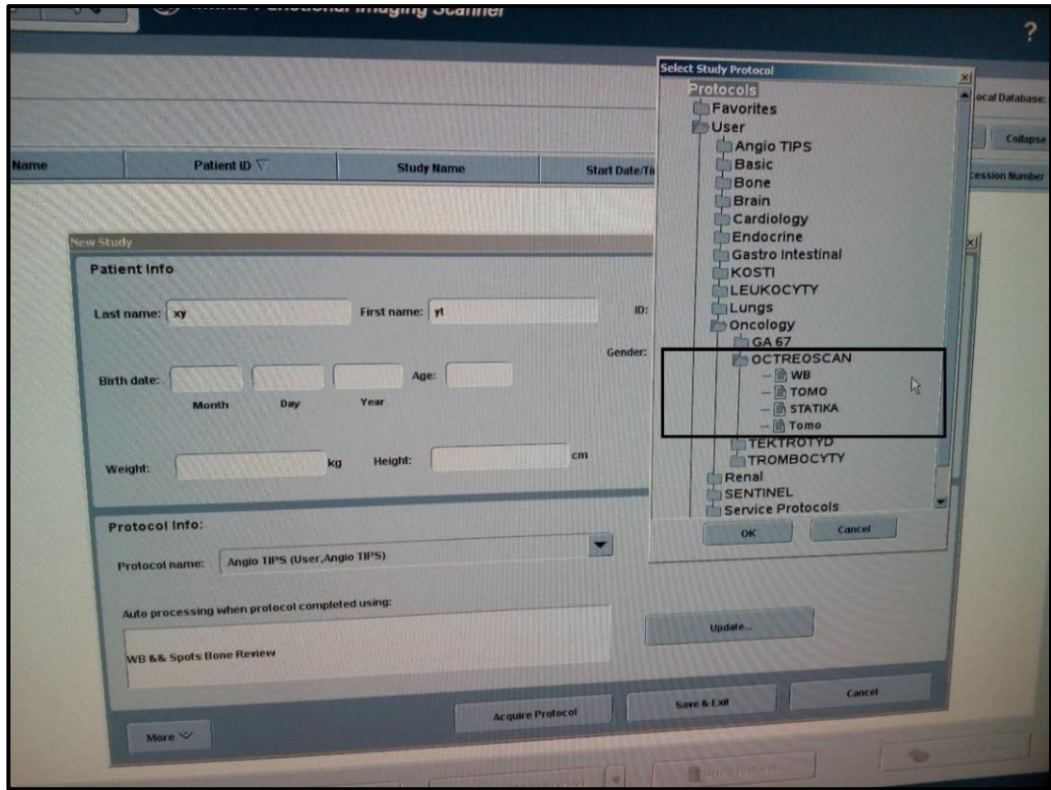 Functional Imaging Scanner
?
Select Study Protocol
Protocols
Favorites
User
Angio TIPS
Basic
Bone
Brain
Cardiology
Endocrine
Gastro Intestinal
KOSTI
LEUKOCYTY
Lungs
Oncology
GA 67
OCTREOSCAN
WB
TOMO
STATIKA
Tomo
TEKTROTYD
TROMBOCYTY
Renal
SENTINEL
Service Protocols
OK Cancel
ocal Database:
Collapse
Name Patient ID Study Name Start Date/Ti cession Number
New Study
Patient Info
Last name: xy First name: yt ID:
Gender:
Birth date: Age:
Month Day Year
Weight: kg Height: cm
Protocol Info:
Protocol name: Angio TIPS (User,Angio TIPS)
Auto processing when protocol completed using:
WB && Spots Bone Review
Update...
Acquire Protocol Save & Exit Cancel
More